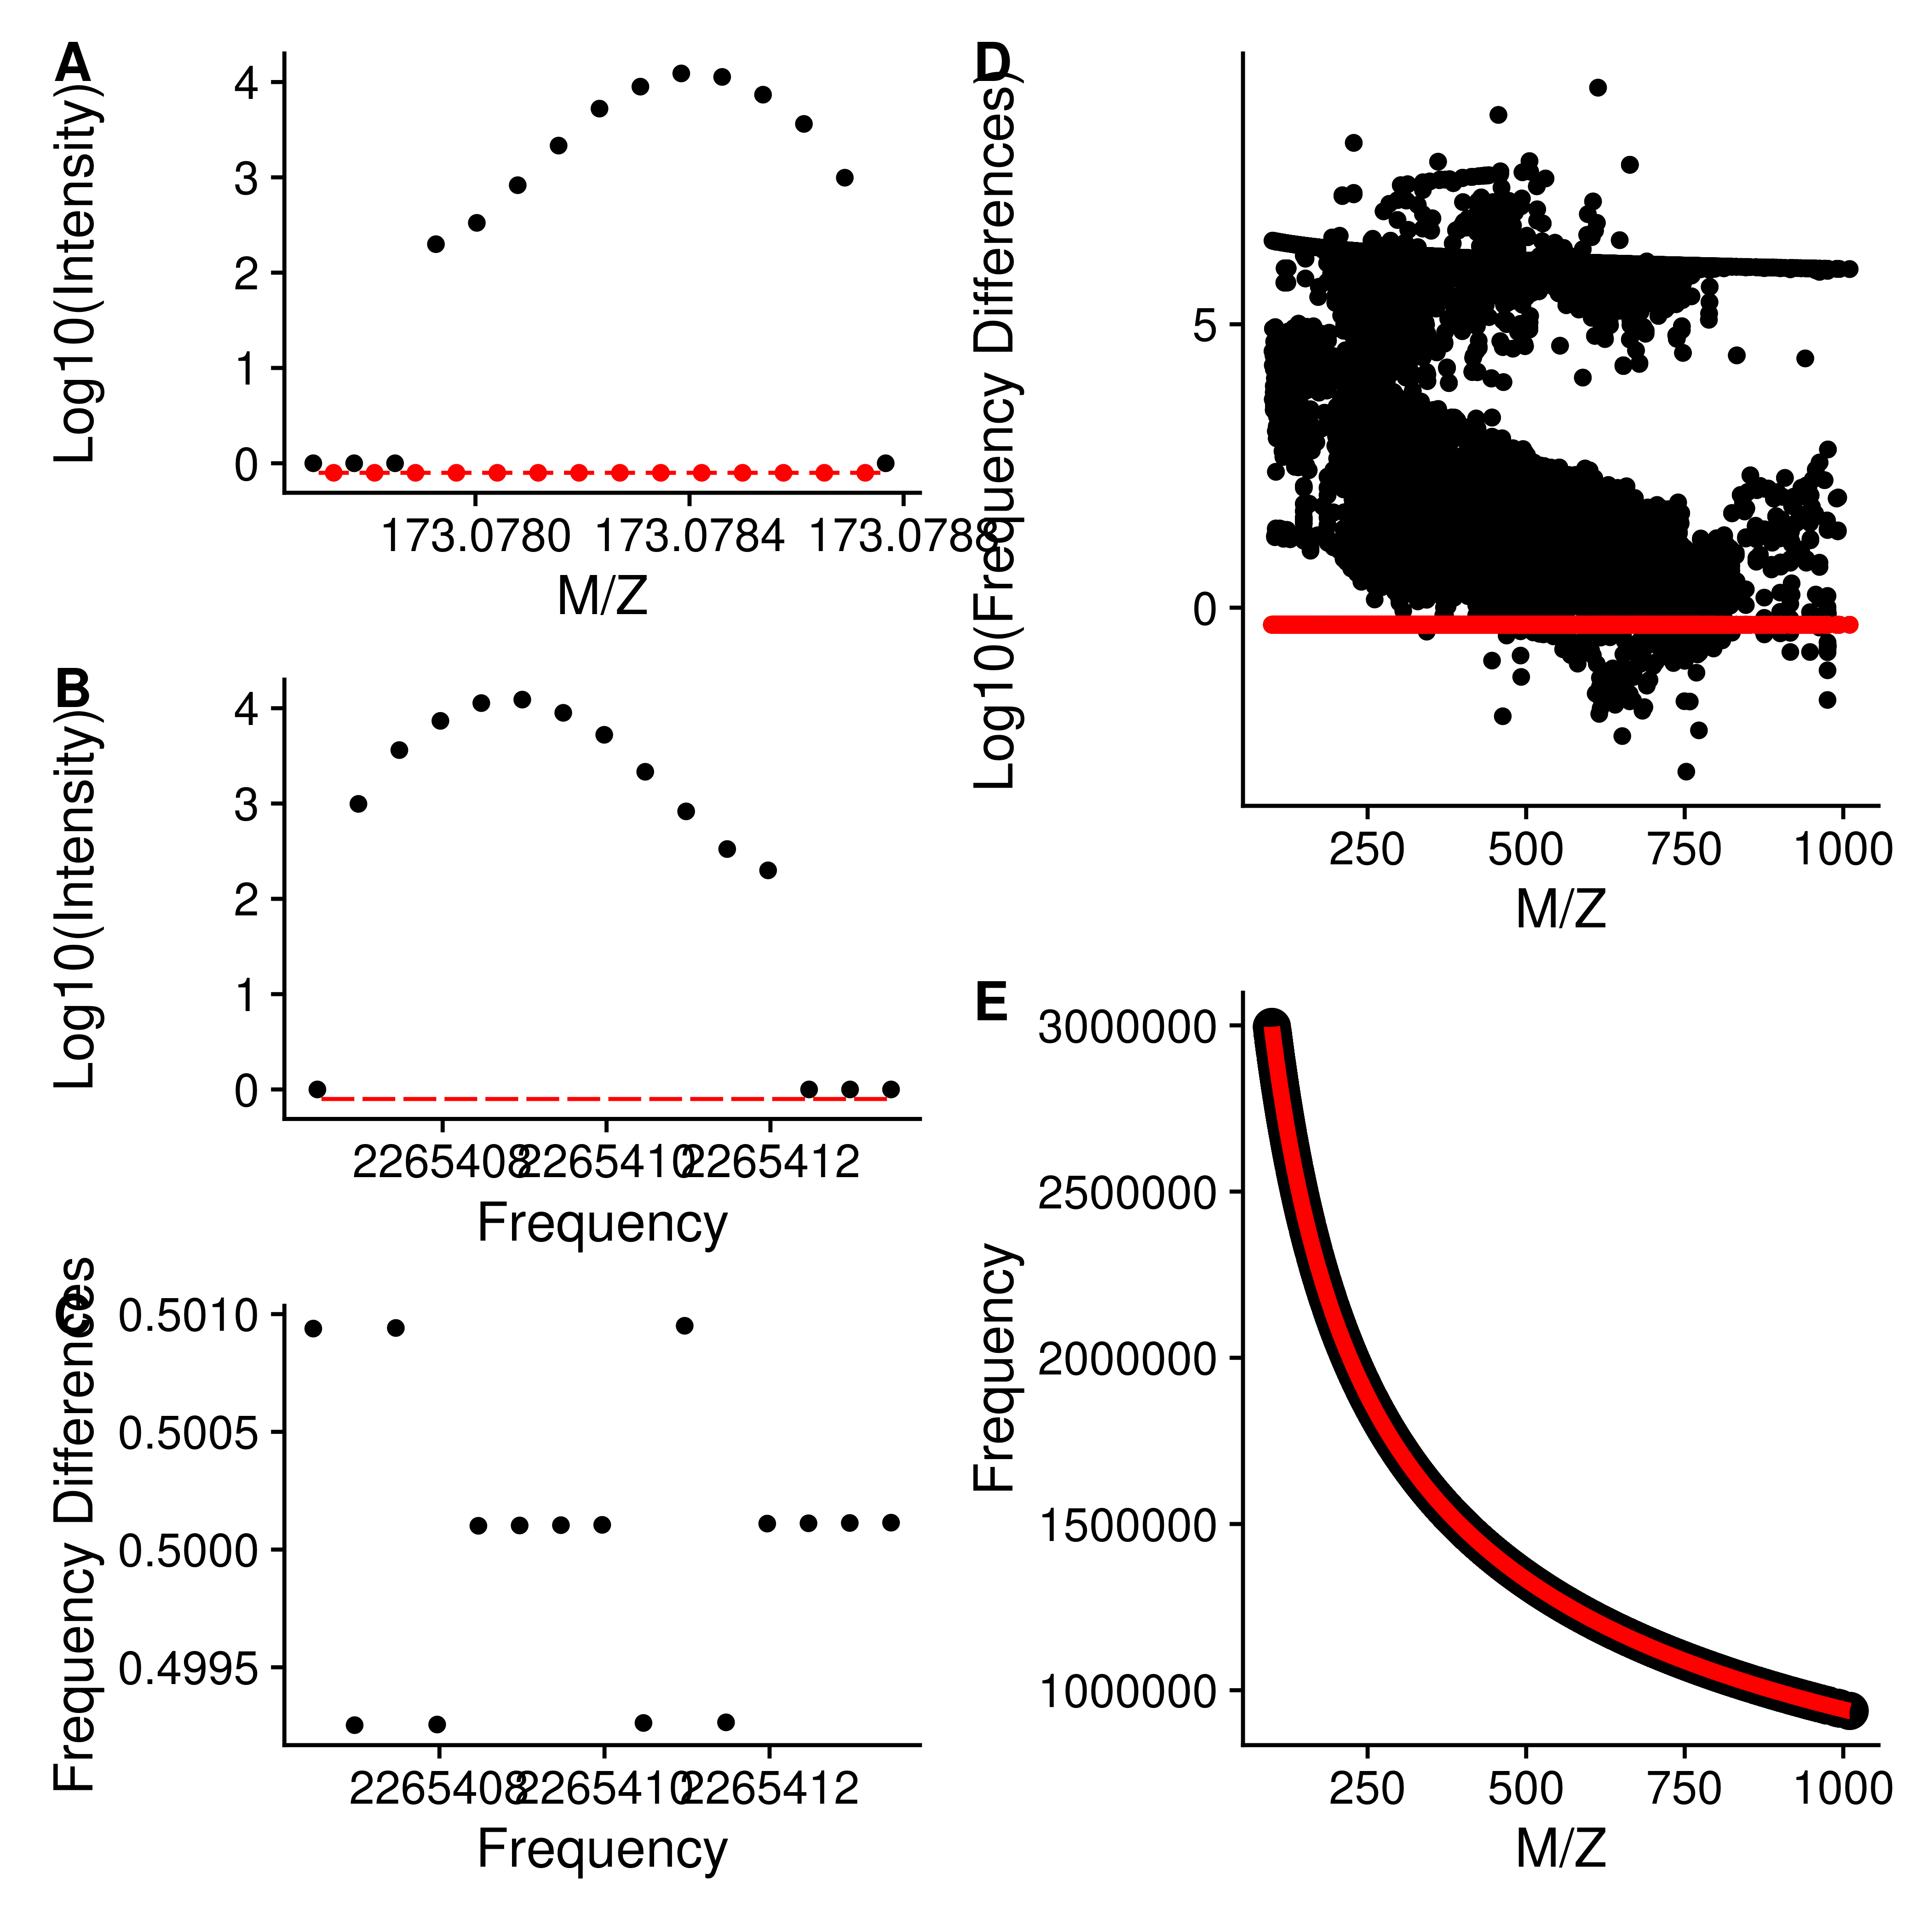 A
Log10(Intensity)
4
3
2
1
0
173.0780 173.0784 173.0788
M/Z
B
Log10(Intensity)
4
3
2
1
0
2265408 2265410 2265412
Frequency
C
Frequency Differences
0.5010
0.5005
0.5000
0.4995
2265408 2265410 2265412
Frequency
D
Log10(Frequency Differences)
5
0
250 500 750 1000
M/Z
E
Frequency
3000000
2500000
2000000
1500000
1000000
250 500 750 1000
M/Z